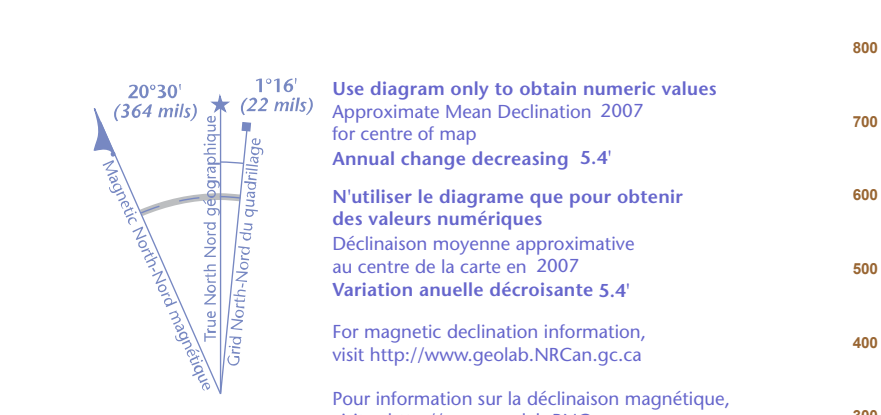 20°30'
(364 mils)
1°16'
(22 mils)
Magnetic North-Nord magnétique
True North Nord géographique
Grid North-Nord du quadrillage
Use diagram only to obtain numeric values
Approximate Mean Declination 2007
for centre of map
Annual change decreasing 5.4'
N'utiliser le diagrame que pour obtenir
des valeurs numériques
Déclinaison moyenne approximative
au centre de la carte en 2007
Variation anuelle décroisante 5.4'
For magnetic declination information,
visit http://www.geolab.NRCan.gc.ca
Pour information sur la déclinaison magnétique,
800
700
600
500
400
300